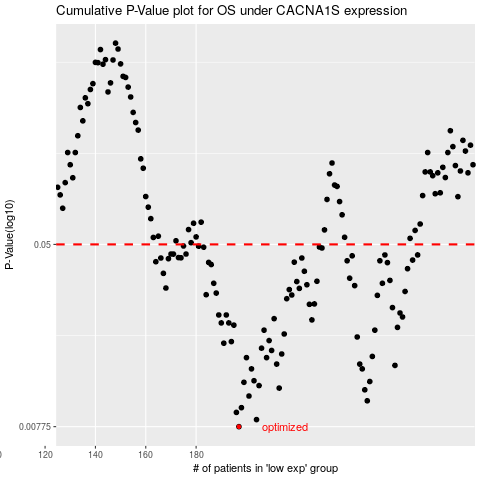 Cumulative P-Value plot for OS under CACNA1S expression
P-Value(log10)
0.05
0.00775
optimized
0
120
140
160
180
# of patients in 'low exp' group